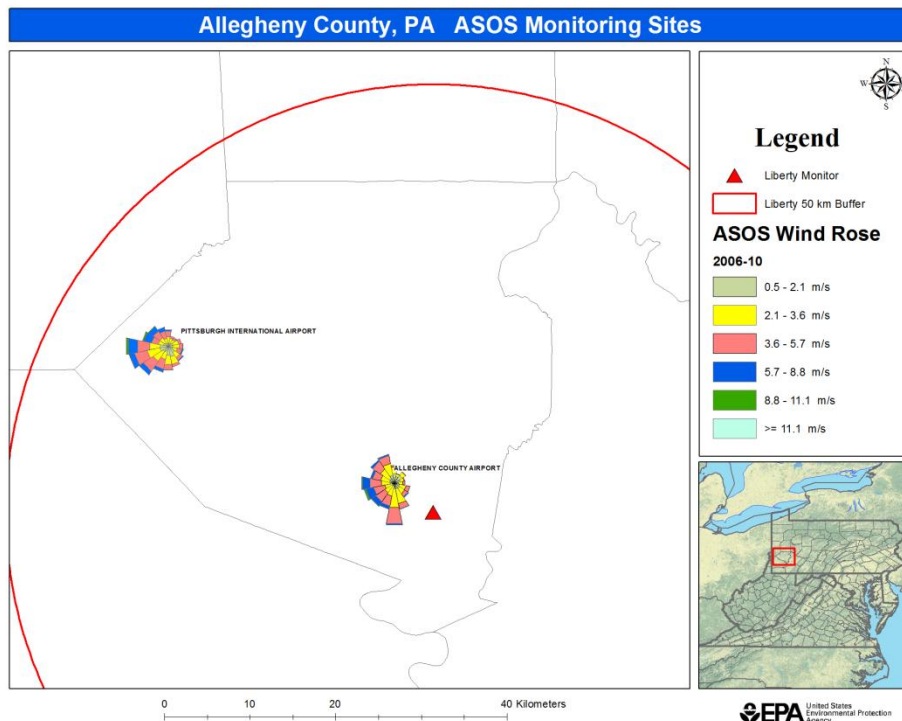 Allegheny County, PA ASOS Monitoring Sites
PITTSBURGH INTERNATIONAL AIRPORT
ALLEGHENY COUNTY AIRPORT
0 10 20 40 Kilometers
N
W
S
Legend
Liberty Monitor
Liberty 50 km Buffer
ASOS Wind Rose
2006-10
0.5 - 2.1 m/s
2.1 - 3.6 m/s
3.6 - 5.7 m/s
5.7 - 8.8 m/s
8.8 - 11.1 m/s
>= 11.1 m/s
EPA
United States
Environmental Protection
Agency